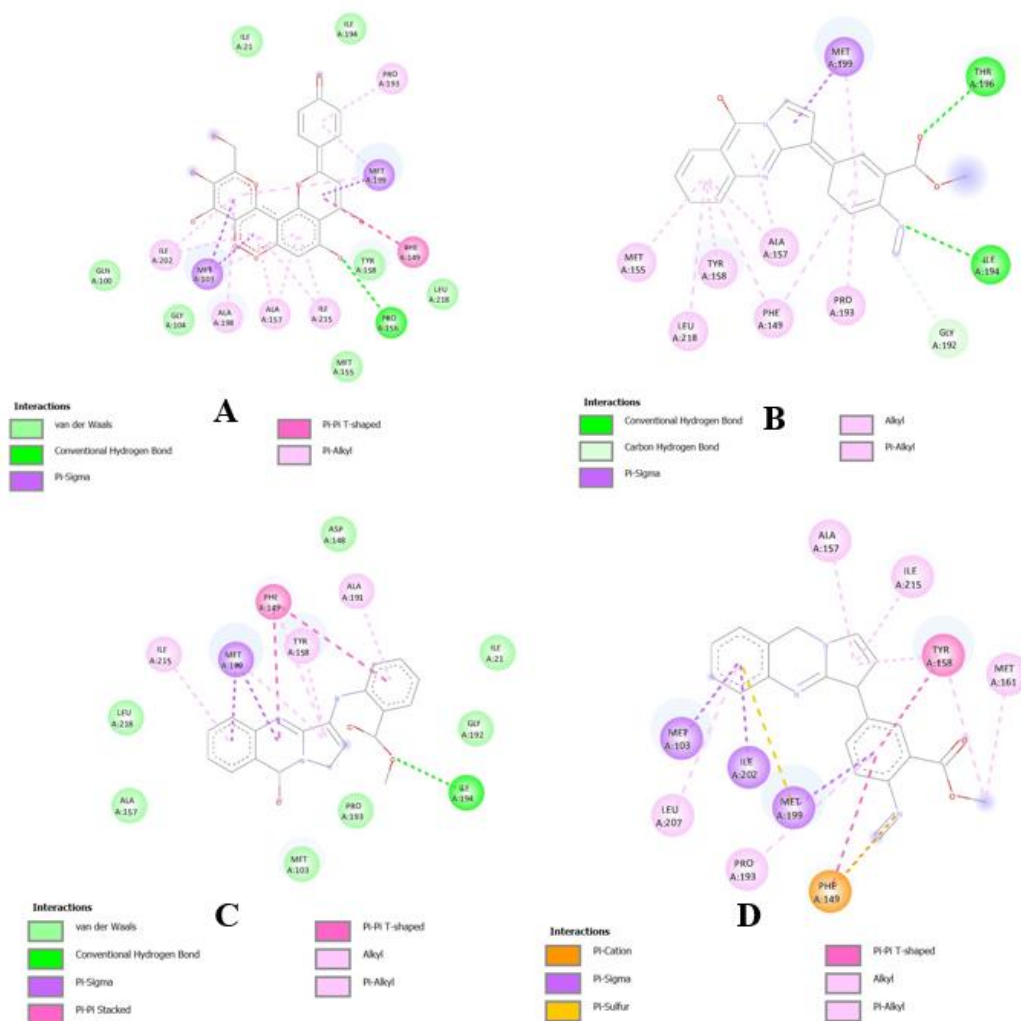 ILE
A:21
ILE
A:194
PRO
A:193
MET
A:199
ILE
A:202
MET
A:103
PHE
A:149
TYR
A:158
GLN
A:100
LEU
A:218
GLY
A:104
ALA
A:198
ALA
A:157
ILE
A:215
PRO
A:156
MET
A:155
A
Interactions
van der Waals
Conventional Hydrogen Bond
Pi-Sigma
Pi-Pi T-shaped
Pi-Alkyl
MET
A:199
THR
A:196
ALA
A:157
MET
A:155
TYR
A:158
ILE
A:194
LEU
A:218
PHE
A:149
PRO
A:193
GLY
A:192
B
Interactions
Conventional Hydrogen Bond
Carbon Hydrogen Bond
Pi-Sigma
Alkyl
Pi-Alkyl
ASP
A:148
ALA
A:191
PHE
A:149
ILE
A:215
MET
A:199
TYR
A:158
ILE
A:21
LEU
A:218
GLY
A:192
ALA
A:157
PRO
A:193
ILE
A:194
MET
A:103
C
Interactions
van der Waals
Conventional Hydrogen Bond
Pi-Sigma
Pi-Pi Stacked
Pi-Pi T-shaped
Alkyl
Pi-Alkyl
ALA
A:157
ILE
A:215
TYR
A:158
MET
A:161
MET
A:103
ILE
A:202
MET
A:199
LEU
A:207
PRO
A:193
PHE
A:149
D
Interactions
Pi-Cation
Pi-Sigma
Pi-Sulfur
Pi-Pi T-shaped
Alkyl
Pi-Alkyl